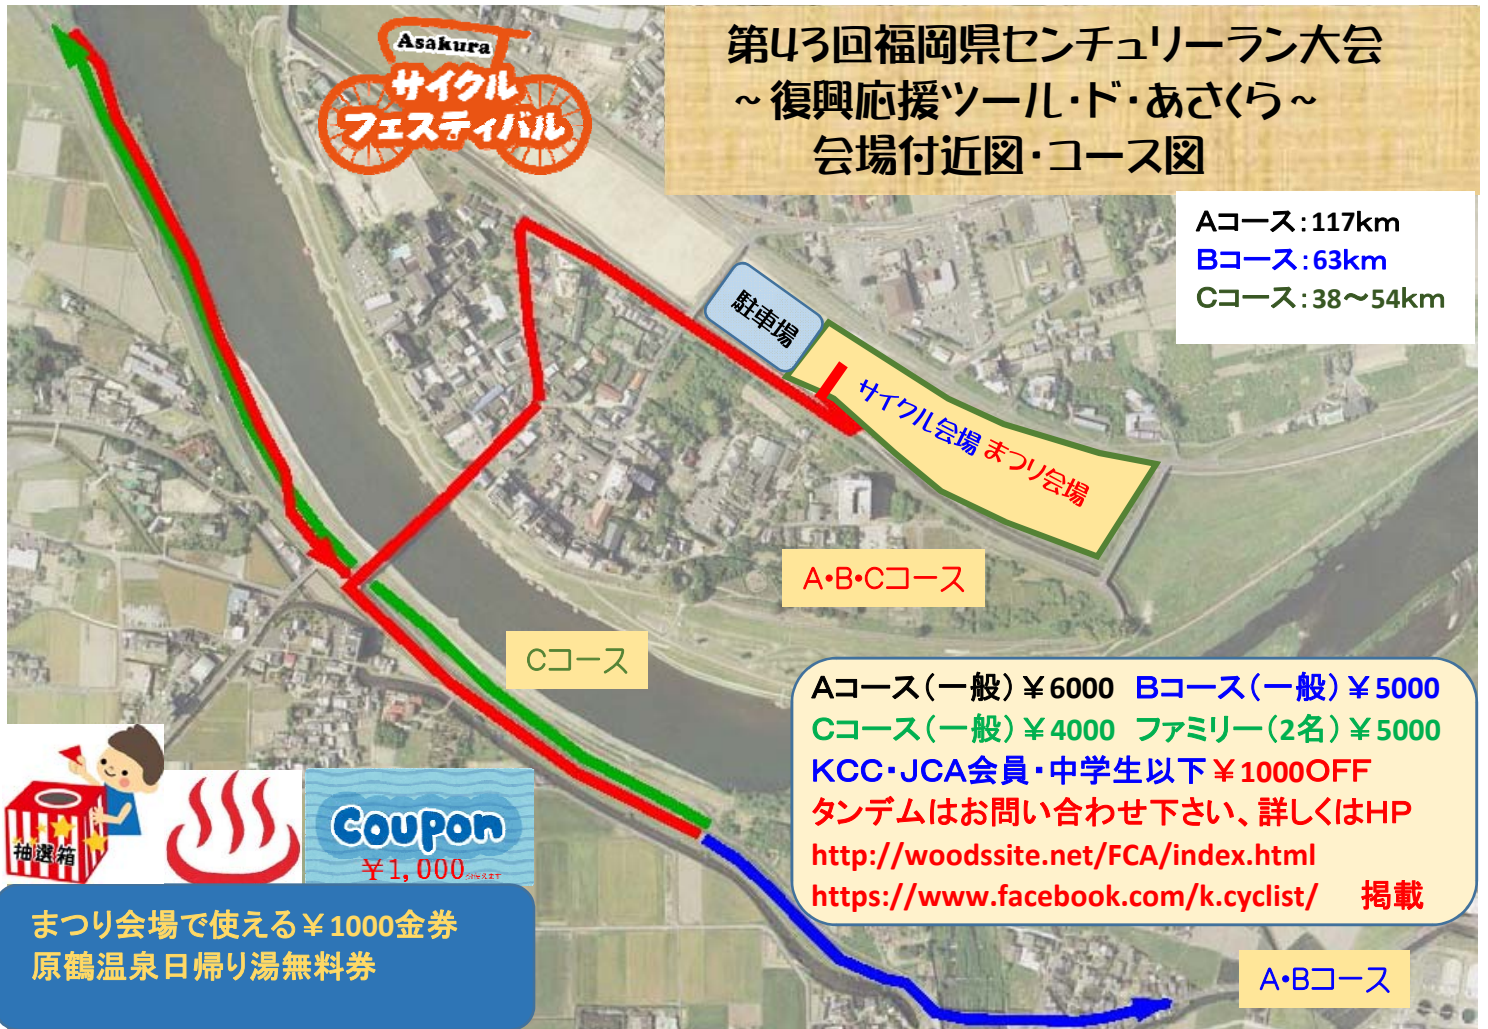 Asakura
サイクル
フェスティバル
第43回福岡県センチュリーラン大会
~復興応援ツール・ド・あさくら~
会場付近図・コース図
Aコース:117km
Bコース:63km
Cコース:38～54km
駐車場
サイクル会場 まつり会場
A・B・Cコース
Cコース
Aコース(一般)￥6000 Bコース(一般)￥5000
Cコース(一般)￥4000 ファミリー(2名)￥5000
KCC・JCA会員・中学生以下￥1000OFF
タンデムはお問い合わせ下さい、詳しくはHP
http://woodssite.net/FCA/index.html
https://www.facebook.com/k.cyclist/ 掲載
抽選箱
Coupon
￥1,000
まつり会場で使える￥1000金券
原鶴温泉日帰り湯無料券
A・Bコース